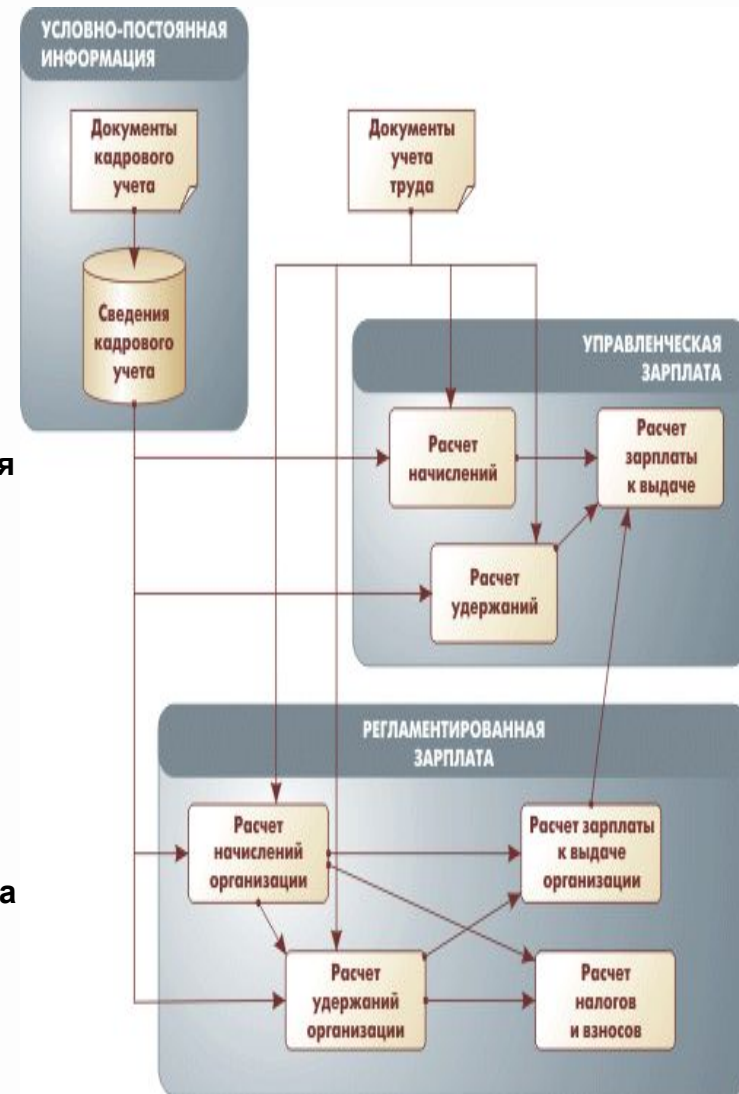 УСЛОВНО-ПОСТОЯННАЯ
ИНФОРМАЦИЯ
Документы
кадрового
учета
Сведения
кадрового
учета
Документы
учета
труда
УПРАВЛЕНЧЕСКАЯ
ЗАРПЛАТА
Расчет
начислений
Расчет
зарплаты
к выдаче
Расчет
удержаний
я
РЕГЛАМЕНТИРОВАННАЯ
ЗАРПЛАТА
Расчет
начислений
организации
Расчет зарплаты
к выдаче
организации
а
Расчет
удержаний
организации
Расчет
налогов
и взносов